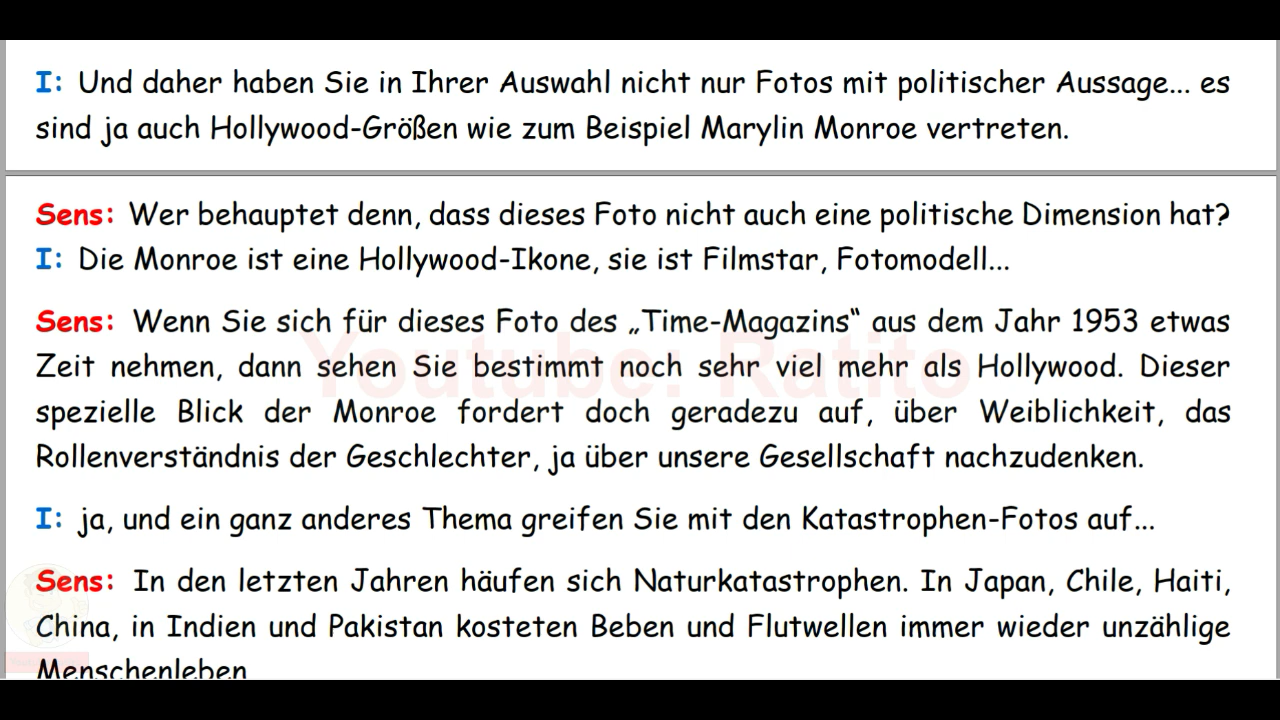 I: Und daher haben Sie in Ihrer Auswahl nicht nur Fotos mit politischer Aussage... es
sind ja auch Hollywood-Größen wie zum Beispiel Marylin Monroe vertreten.
Sens: Wer behauptet denn, dass dieses Foto nicht auch eine politische Dimension hat?
I: Die Monroe ist eine Hollywood-Ikone, sie ist Filmstar, Fotomodell...
Sens: Wenn Sie sich für dieses Foto des „Time-Magazins“ aus dem Jahr 1953 etwas
Youtube: Ratito
Zeit nehmen, dann sehen Sie bestimmt noch sehr viel mehr als Hollywood. Dieser
spezielle Blick der Monroe fordert doch geradezu auf, über Weiblichkeit, das
Rollenverständnis der Geschlechter, ja über unsere Gesellschaft nachzudenken.
I: ja, und ein ganz anderes Thema greifen Sie mit den Katastrophen-Fotos auf...
Sens: In den letzten Jahren häufen sich Naturkatastrophen. In Japan, Chile, Haiti,
China, in Indien und Pakistan kosteten Beben und Flutwellen immer wieder unzählige
Menschenleben